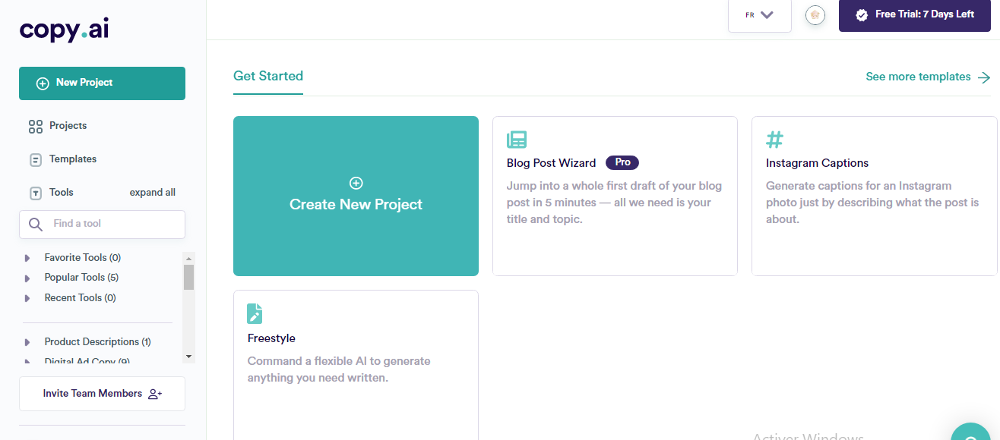 copy.ai
FR
Free Trial: 7 Days Left
New Project
Projects
Templates
Tools
expand all
Find a tool
Favorite Tools (0)
Popular Tools (5)
Recent Tools (0)
Product Descriptions (1)
Digital Ad Copy (9)
Invite Team Members
Get Started
See more templates
Create New Project
Blog Post Wizard
Pro
Jump into a whole first draft of your blog
post in 5 minutes — all we need is your
title and topic.
Instagram Captions
Generate captions for an Instagram
photo just by describing what the post is
about.
Freestyle
Command a flexible AI to generate
anything you need written.
Activer Windows